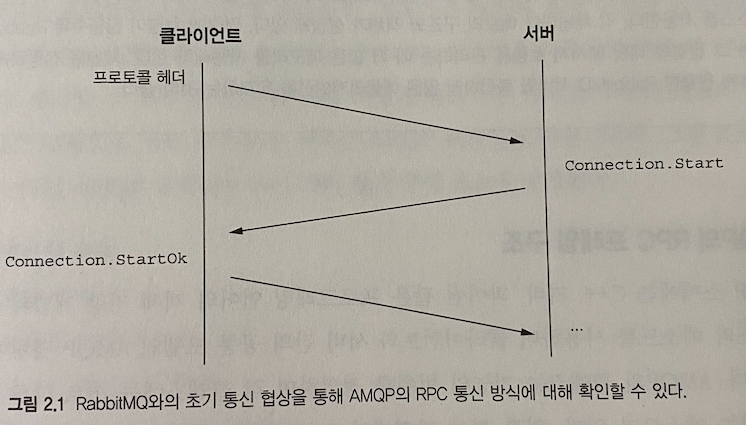 클라이언트 서버
프로토콜 헤더
Connection.Start
Connection.StartOk
...
그림 2.1 RabbitMQ와의 초기 통신 협상을 통해 AMQP의 RPC 통신 방식에 대해 확인할 수 있다.